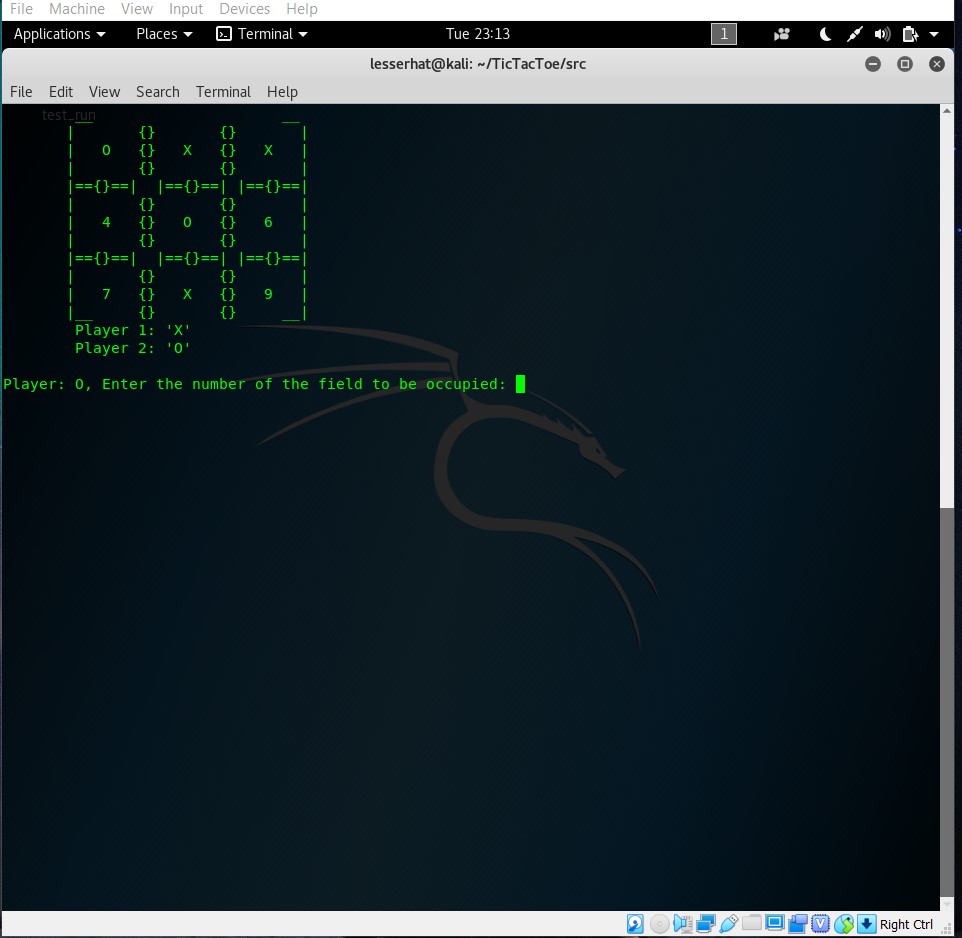 File Machine View Input Devices Help
Applications Places Terminal Tue 23:13 1
lesserhat@kali: ~/TicTacToe/src
File Edit View Search Terminal Help
test_run
__ __
| {} {} |
| O {} X {} X |
| {} {} |
|=={}==| |=={}==| |=={}==|
| {} {} |
| 4 {} O {} 6 |
| {} {} |
|=={}==| |=={}==| |=={}==|
| {} {} |
| 7 {} X {} 9 |
|__ {} {} __|
Player 1: 'X'
Player 2: 'O'
Player: O, Enter the number of the field to be occupied:
Right Ctrl